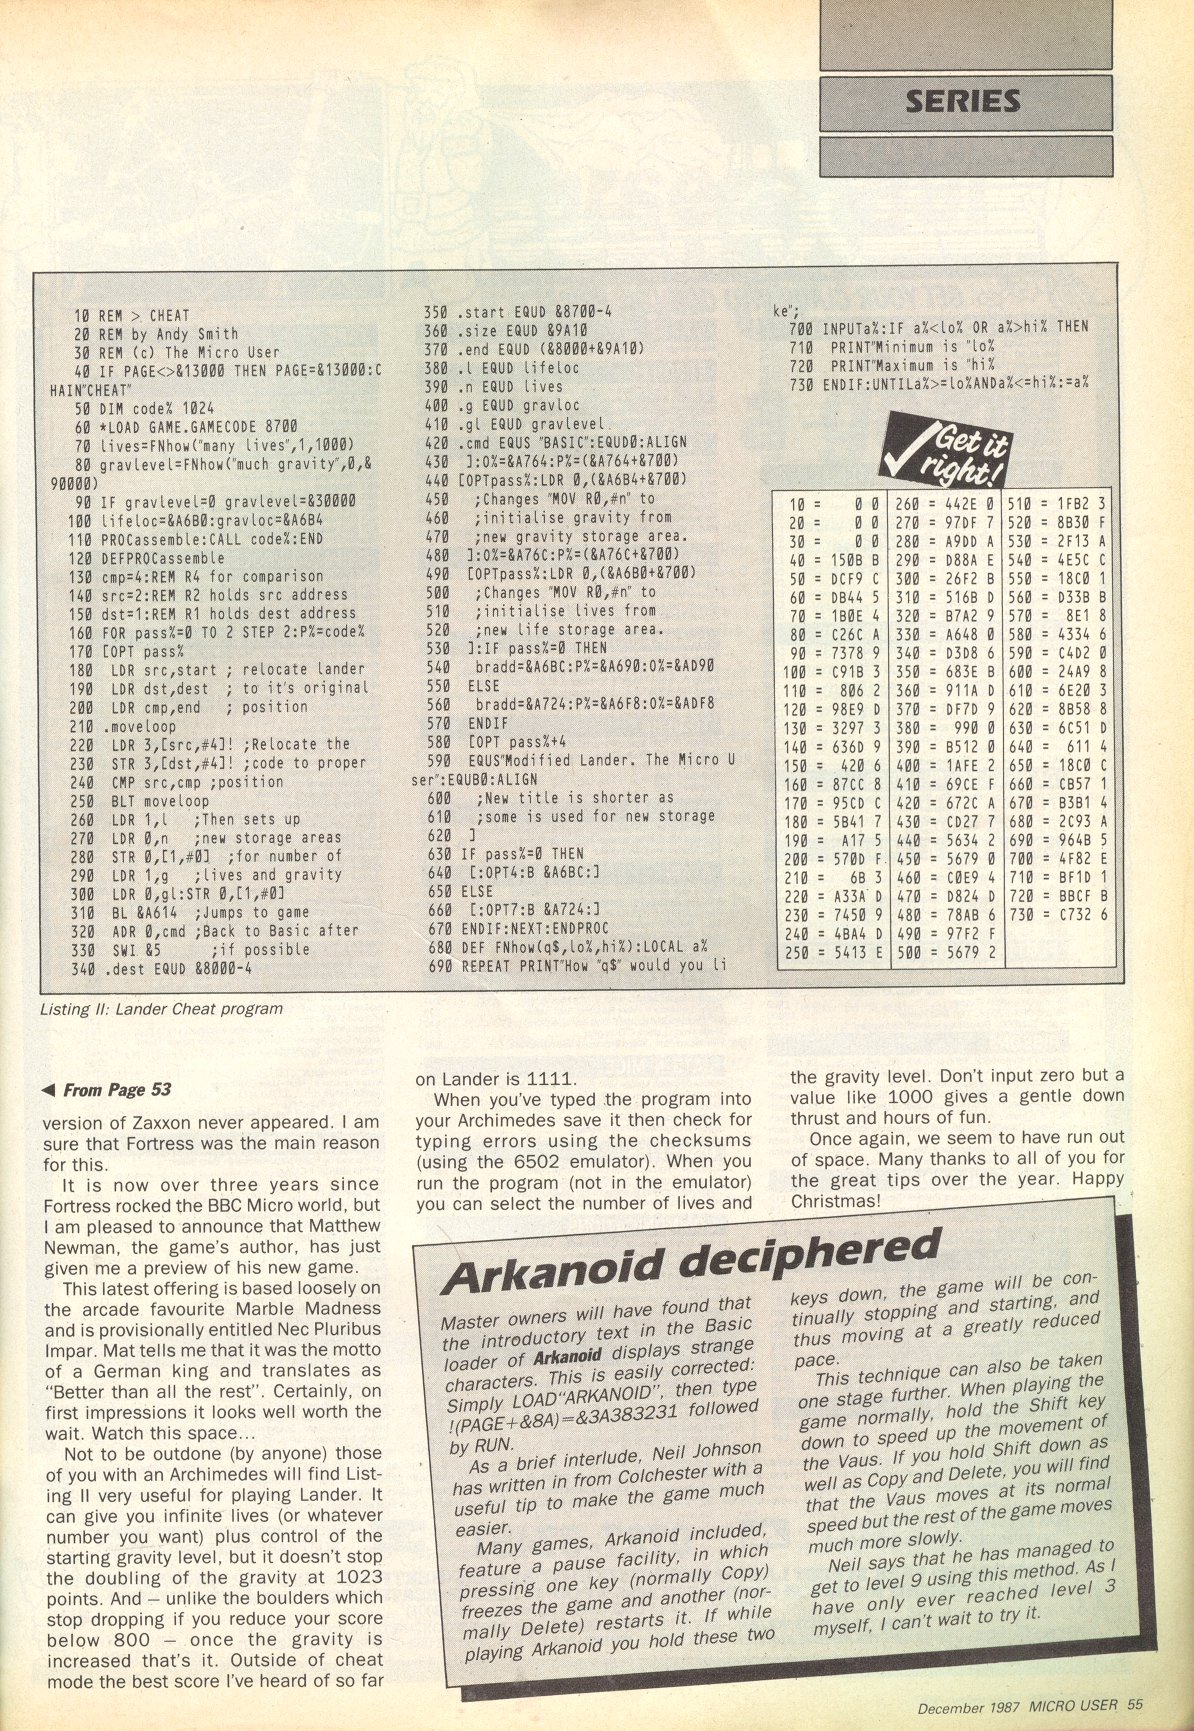 SERIES
10 REM > CHEAT
20 REM by Andy Smith
30 REM (c) The Micro User
40 IF PAGE<>&13000 THEN PAGE=&13000:C
HAIN"CHEAT"
50 DIM code% 1024
60 *LOAD GAME.GAMECODE 8700
70 lives=FNhow("many lives",1,1000)
80 gravlevel=FNhow("much gravity",0,&
90000)
90 IF gravlevel=0 gravlevel=&30000
100 lifeloc=&A6B0:gravloc=&A6B4
110 PROCassemble:CALL code%:END
120 DEFPROCassemble
130 cmp=4:REM R4 for comparison
140 src=2:REM R2 holds src address
150 dst=1:REM R1 holds dest address
160 FOR pass%=0 TO 2 STEP 2:P%=code%
170 [OPT pass%
180 LDR src,start ; relocate lander
190 LDR dst,dest ; to it's original
200 LDR cmp,end ; position
210 .moveloop
220 LDR 3,[src,#4]! ;Relocate the
230 STR 3,[dst,#4]! ;code to proper
240 CMP src,cmp ;position
250 BLT moveloop
260 LDR 1,l ;Then sets up
270 LDR 0,n ;new storage areas
280 STR 0,[1,#0] ;for number of
290 LDR 1,g ;lives and gravity
300 LDR 0,gl:STR 0,[1,#0]
310 BL &A614 ;Jumps to game
320 ADR 0,cmd ;Back to Basic after
330 SWI &5 ;if possible
340 .dest EQUD &8000-4
350 .start EQUD &8700-4
360 .size EQUD &9A10
370 .end EQUD (&8000+&9A10)
380 .l EQUD lifeloc
390 .n EQUD lives
400 .g EQUD gravloc
410 .gl EQUD gravlevel
420 .cmd EQUS "BASIC":EQUD0:ALIGN
430 ]:O%=&A764:P%=(&A764+&700)
440 [OPTpass%:LDR 0,(&A6B4+&700)
450 ;Changes "MOV R0,#n" to
460 ;initialise gravity from
470 ;new gravity storage area.
480 ]:O%=&A76C:P%=(&A76C+&700)
490 [OPTpass%:LDR 0,(&A6B0+&700)
500 ;Changes "MOV R0,#n" to
510 ;initialise lives from
520 ;new life storage area.
530 ]:IF pass%=0 THEN
540 bradd=&A6BC:P%=&A690:O%=&AD90
550 ELSE
560 bradd=&A724:P%=&A6F8:O%=&ADF8
570 ENDIF
580 [OPT pass%+4
590 EQUS"Modified Lander. The Micro U
ser":EQUB0:ALIGN
600 ;New title is shorter as
610 ;some is used for new storage
620 ]
630 IF pass%=0 THEN
640 [:OPT4:B &A6BC:]
650 ELSE
660 [:OPT7:B &A724:]
670 ENDIF:NEXT:ENDPROC
680 DEF FNhow(q$,lo%,hi%):LOCAL a%
690 REPEAT PRINT"How "q$" would you li
ke";
700 INPUTa%:IF a%<lo% OR a%>hi% THEN
710 PRINT"Minimum is "lo%
720 PRINT"Maximum is "hi%
730 ENDIF:UNTILa%>=lo%ANDa%<=hi%:=a%
Get it
right!
10 = 0 0
20 = 0 0
30 = 0 0
40 = 150B B
50 = DCF9 C
60 = DB44 5
70 = 1B0E 4
80 = C26C A
90 = 7378 9
100 = C91B 3
110 = 806 2
120 = 98E9 D
130 = 3297 3
140 = 636D 9
150 = 420 6
160 = 87CC 8
170 = 95CD C
180 = 5B41 7
190 = A17 5
200 = 570D F
210 = 6B 3
220 = A33A D
230 = 7450 9
240 = 4BA4 D
250 = 5413 E
260 = 442E 0
270 = 97DF 7
280 = A9DD A
290 = D88A E
300 = 26F2 B
310 = 516B D
320 = B7A2 9
330 = A648 0
340 = D3D8 6
350 = 683E B
360 = 911A D
370 = DF7D 9
380 = 990 0
390 = B512 0
400 = 1AFE 2
410 = 69CE F
420 = 672C A
430 = CD27 7
440 = 5634 2
450 = 5679 0
460 = C0E9 4
470 = D824 D
480 = 78AB 6
490 = 97F2 F
500 = 5679 2
510 = 1FB2 3
520 = 8B30 F
530 = 2F13 A
540 = 4E5C C
550 = 18C0 1
560 = D33B B
570 = 8E1 8
580 = 4334 6
590 = C4D2 0
600 = 24A9 8
610 = 6E20 3
620 = 8B58 8
630 = 6C51 D
640 = 611 4
650 = 18C0 C
660 = CB57 1
670 = B3B1 4
680 = 2C93 A
690 = 964B 5
700 = 4F82 E
710 = BF1D 1
720 = BBCF B
730 = C732 6
Listing II: Lander Cheat program
◄ From Page 53
version of Zaxxon never appeared. I am
sure that Fortress was the main reason
for this.
It is now over three years since
Fortress rocked the BBC Micro world, but
I am pleased to announce that Matthew
Newman, the game's author, has just
given me a preview of his new game.
This latest offering is based loosely on
the arcade favourite Marble Madness
and is provisionally entitled Nec Pluribus
Impar. Mat tells me that it was the motto
of a German king and translates as
"Better than all the rest". Certainly, on
first impressions it looks well worth the
wait. Watch this space...
Not to be outdone (by anyone) those
of you with an Archimedes will find List-
ing II very useful for playing Lander. It
can give you infinite lives (or whatever
number you want) plus control of the
starting gravity level, but it doesn't stop
the doubling of the gravity at 1023
points. And — unlike the boulders which
stop dropping if you reduce your score
below 800 — once the gravity is
increased that's it. Outside of cheat
mode the best score I've heard of so far
on Lander is 1111.
When you've typed the program into
your Archimedes save it then check for
typing errors using the checksums
(using the 6502 emulator). When you
run the program (not in the emulator)
you can select the number of lives and
the gravity level. Don't input zero but a
value like 1000 gives a gentle down
thrust and hours of fun.
Once again, we seem to have run out
of space. Many thanks to all of you for
the great tips over the year. Happy
Christmas!
Arkanoid deciphered
Master owners will have found that
the introductory text in the Basic
loader of Arkanoid displays strange
characters. This is easily corrected:
Simply LOAD"ARKANOID", then type
!(PAGE+&8A)=&3A383231 followed
by RUN.
As a brief interlude, Neil Johnson
has written in from Colchester with a
useful tip to make the game much
easier.
Many games, Arkanoid included,
feature a pause facility, in which
pressing one key (normally Copy)
freezes the game and another (nor-
mally Delete) restarts it. If while
playing Arkanoid you hold these two
keys down, the game will be con-
tinually stopping and starting, and
thus moving at a greatly reduced
pace.
This technique can also be taken
one stage further. When playing the
game normally, hold the Shift key
down to speed up the movement of
the Vaus. If you hold Shift down as
well as Copy and Delete, you will find
that the Vaus moves at its normal
speed but the rest of the game moves
much more slowly.
Neil says that he has managed to
get to level 9 using this method. As I
have only ever reached level 3
myself, I can't wait to try it.
December 1987 MICRO USER 55